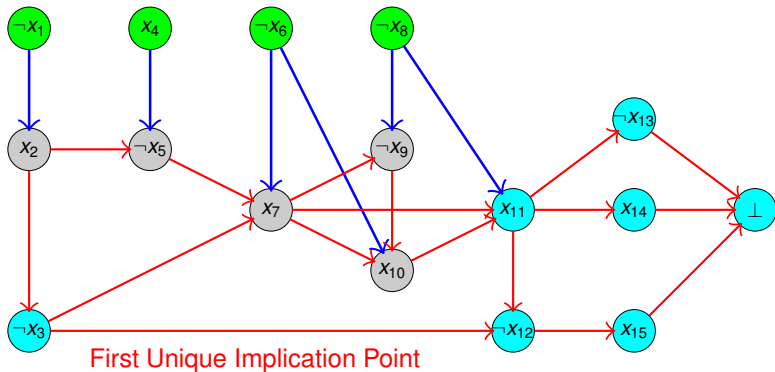 ¬x₁ x₄ ¬x₆ ¬x₈
¬x₁₃
x₂ ¬x₅ ¬x₉
x₇ x₁₁ x₁₄ ⊥
x₁₀
¬x₃ ¬x₁₂ x₁₅
First Unique Implication Point